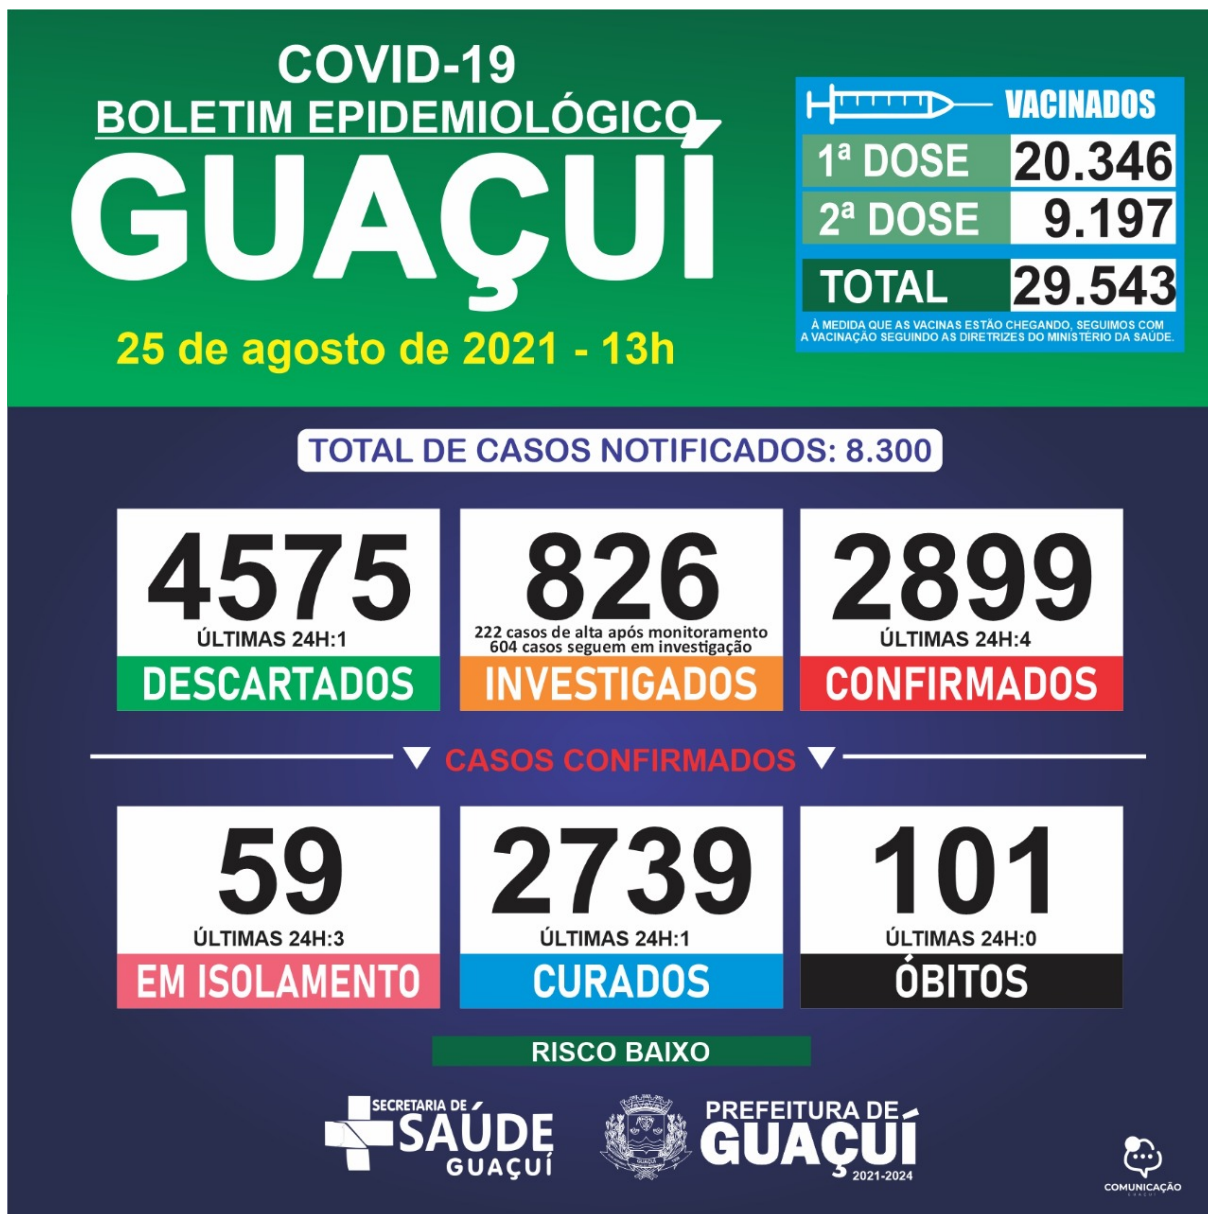 COVID-19
BOLETIM EPIDEMIOLÓGICO
GUAÇUÍ
25 de agosto de 2021 - 13h
VACINADOS
1ª DOSE 20.346
2ª DOSE 9.197
TOTAL 29.543
À MEDIDA QUE AS VACINAS ESTÃO CHEGANDO, SEGUIMOS COM
A VACINAÇÃO SEGUINDO AS DIRETRIZES DO MINISTÉRIO DA SAÚDE.
TOTAL DE CASOS NOTIFICADOS: 8.300
4575
ÚLTIMAS 24H:1
DESCARTADOS
826
222 casos de alta após monitoramento
604 casos seguem em investigação
INVESTIGADOS
2899
ÚLTIMAS 24H:4
CONFIRMADOS
CASOS CONFIRMADOS
59
ÚLTIMAS 24H:3
EM ISOLAMENTO
2739
ÚLTIMAS 24H:1
CURADOS
101
ÚLTIMAS 24H:0
ÓBITOS
RISCO BAIXO
SECRETARIA DE
SAÚDE
GUAÇUÍ
GUAÇUÍ
PREFEITURA DE
GUAÇUÍ
2021-2024
COMUNICAÇÃO
GUAÇUÍ